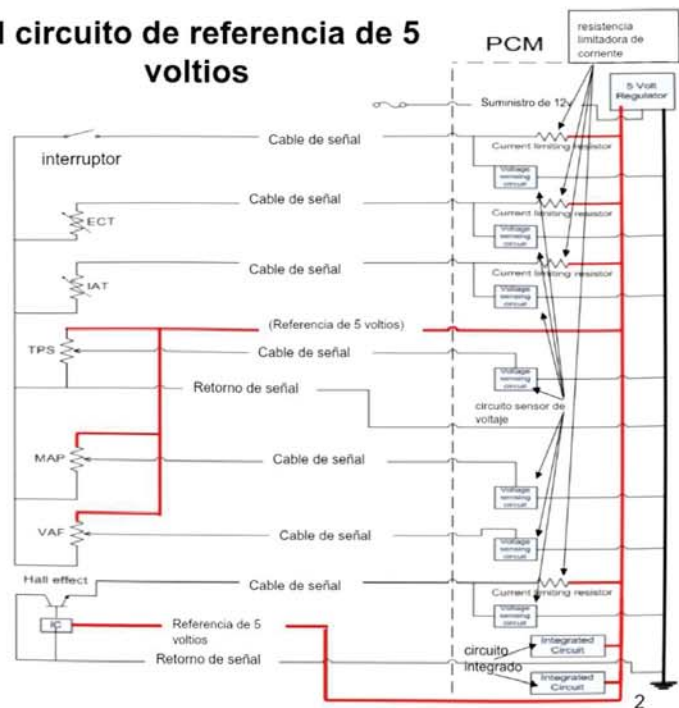 l circuito de referencia de 5
voltios
PCM
resistencia
limitadora de
corriente
5 Volt
Regulator
Suministro de 12v
Cable de señal
interruptor
Current limiting resistor
Voltage
sensing
circuit
Cable de señal
ECT
Current limiting resistor
Voltage
sensing
circuit
Cable de señal
IAT
Current limiting resistor
Voltage
sensing
circuit
(Referencia de 5 voltios)
TPS
Cable de señal
Voltage
sensing
circuit
Retorno de señal
circuito sensor de
voltaje
MAP
Cable de señal
Voltage
sensing
circuit
VAF
Cable de señal
Voltage
sensing
circuit
Hall effect
Cable de señal
Current limiting resistor
Voltage
sensing
circuit
IC
Referencia de 5
voltios
Retorno de señal
circuito
integrado
Integrated
Circuit
Integrated
Circuit
2